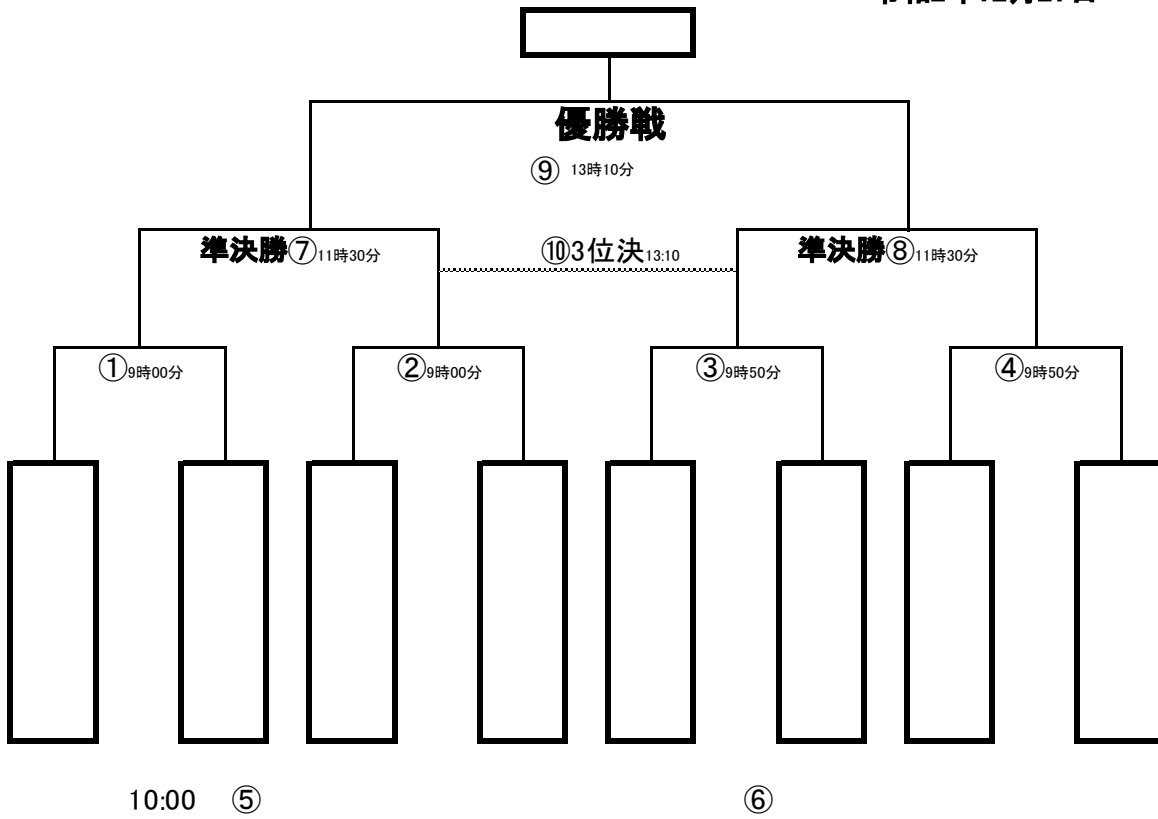 優勝戦
⑨ 13時10分
準決勝⑦11時30分 ⑩3位決13:10 準決勝⑧11時30分
①9時00分 ②9時00分 ③9時50分 ④9時50分
10:00 ⑤ ⑥